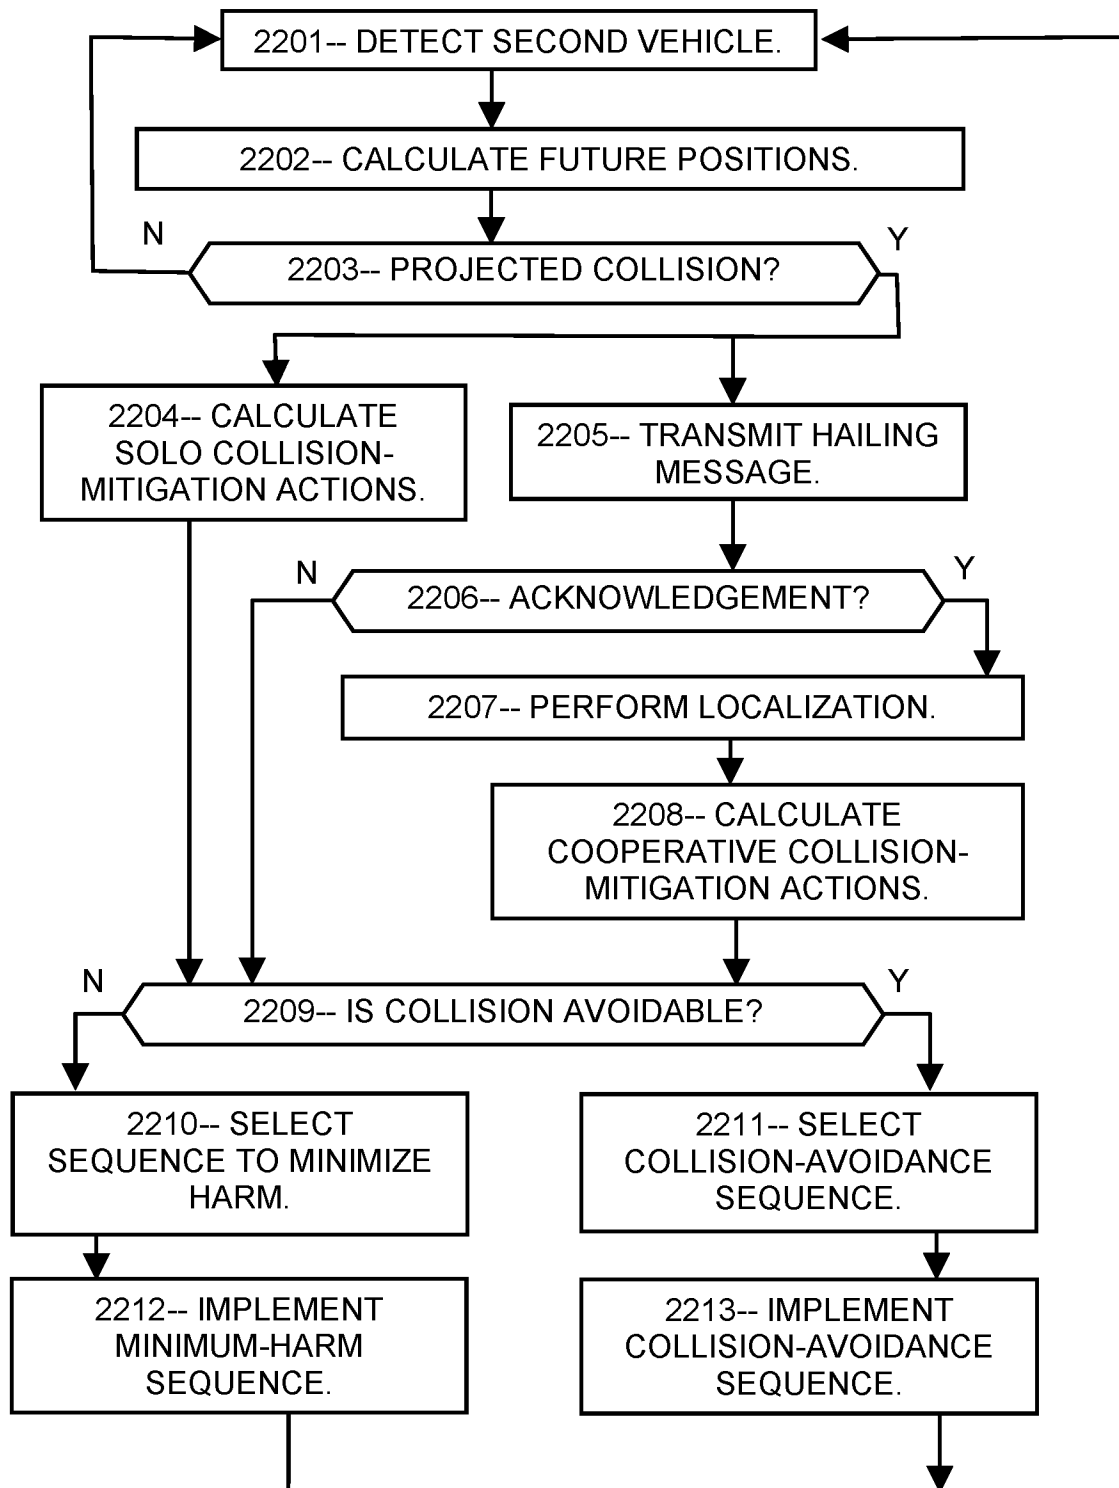 2201-- DETECT SECOND VEHICLE.
2202-- CALCULATE FUTURE POSITIONS.
N
Y
2203-- PROJECTED COLLISION?
2204-- CALCULATE
SOLO COLLISION-
MITIGATION ACTIONS.
2205-- TRANSMIT HAILING
MESSAGE.
N
Y
2206-- ACKNOWLEDGEMENT?
2207-- PERFORM LOCALIZATION.
2208-- CALCULATE
COOPERATIVE COLLISION-
MITIGATION ACTIONS.
N
Y
2209-- IS COLLISION AVOIDABLE?
2210-- SELECT
SEQUENCE TO MINIMIZE
HARM.
2211-- SELECT
COLLISION-AVOIDANCE
SEQUENCE.
2212-- IMPLEMENT
MINIMUM-HARM
SEQUENCE.
2213-- IMPLEMENT
COLLISION-AVOIDANCE
SEQUENCE.